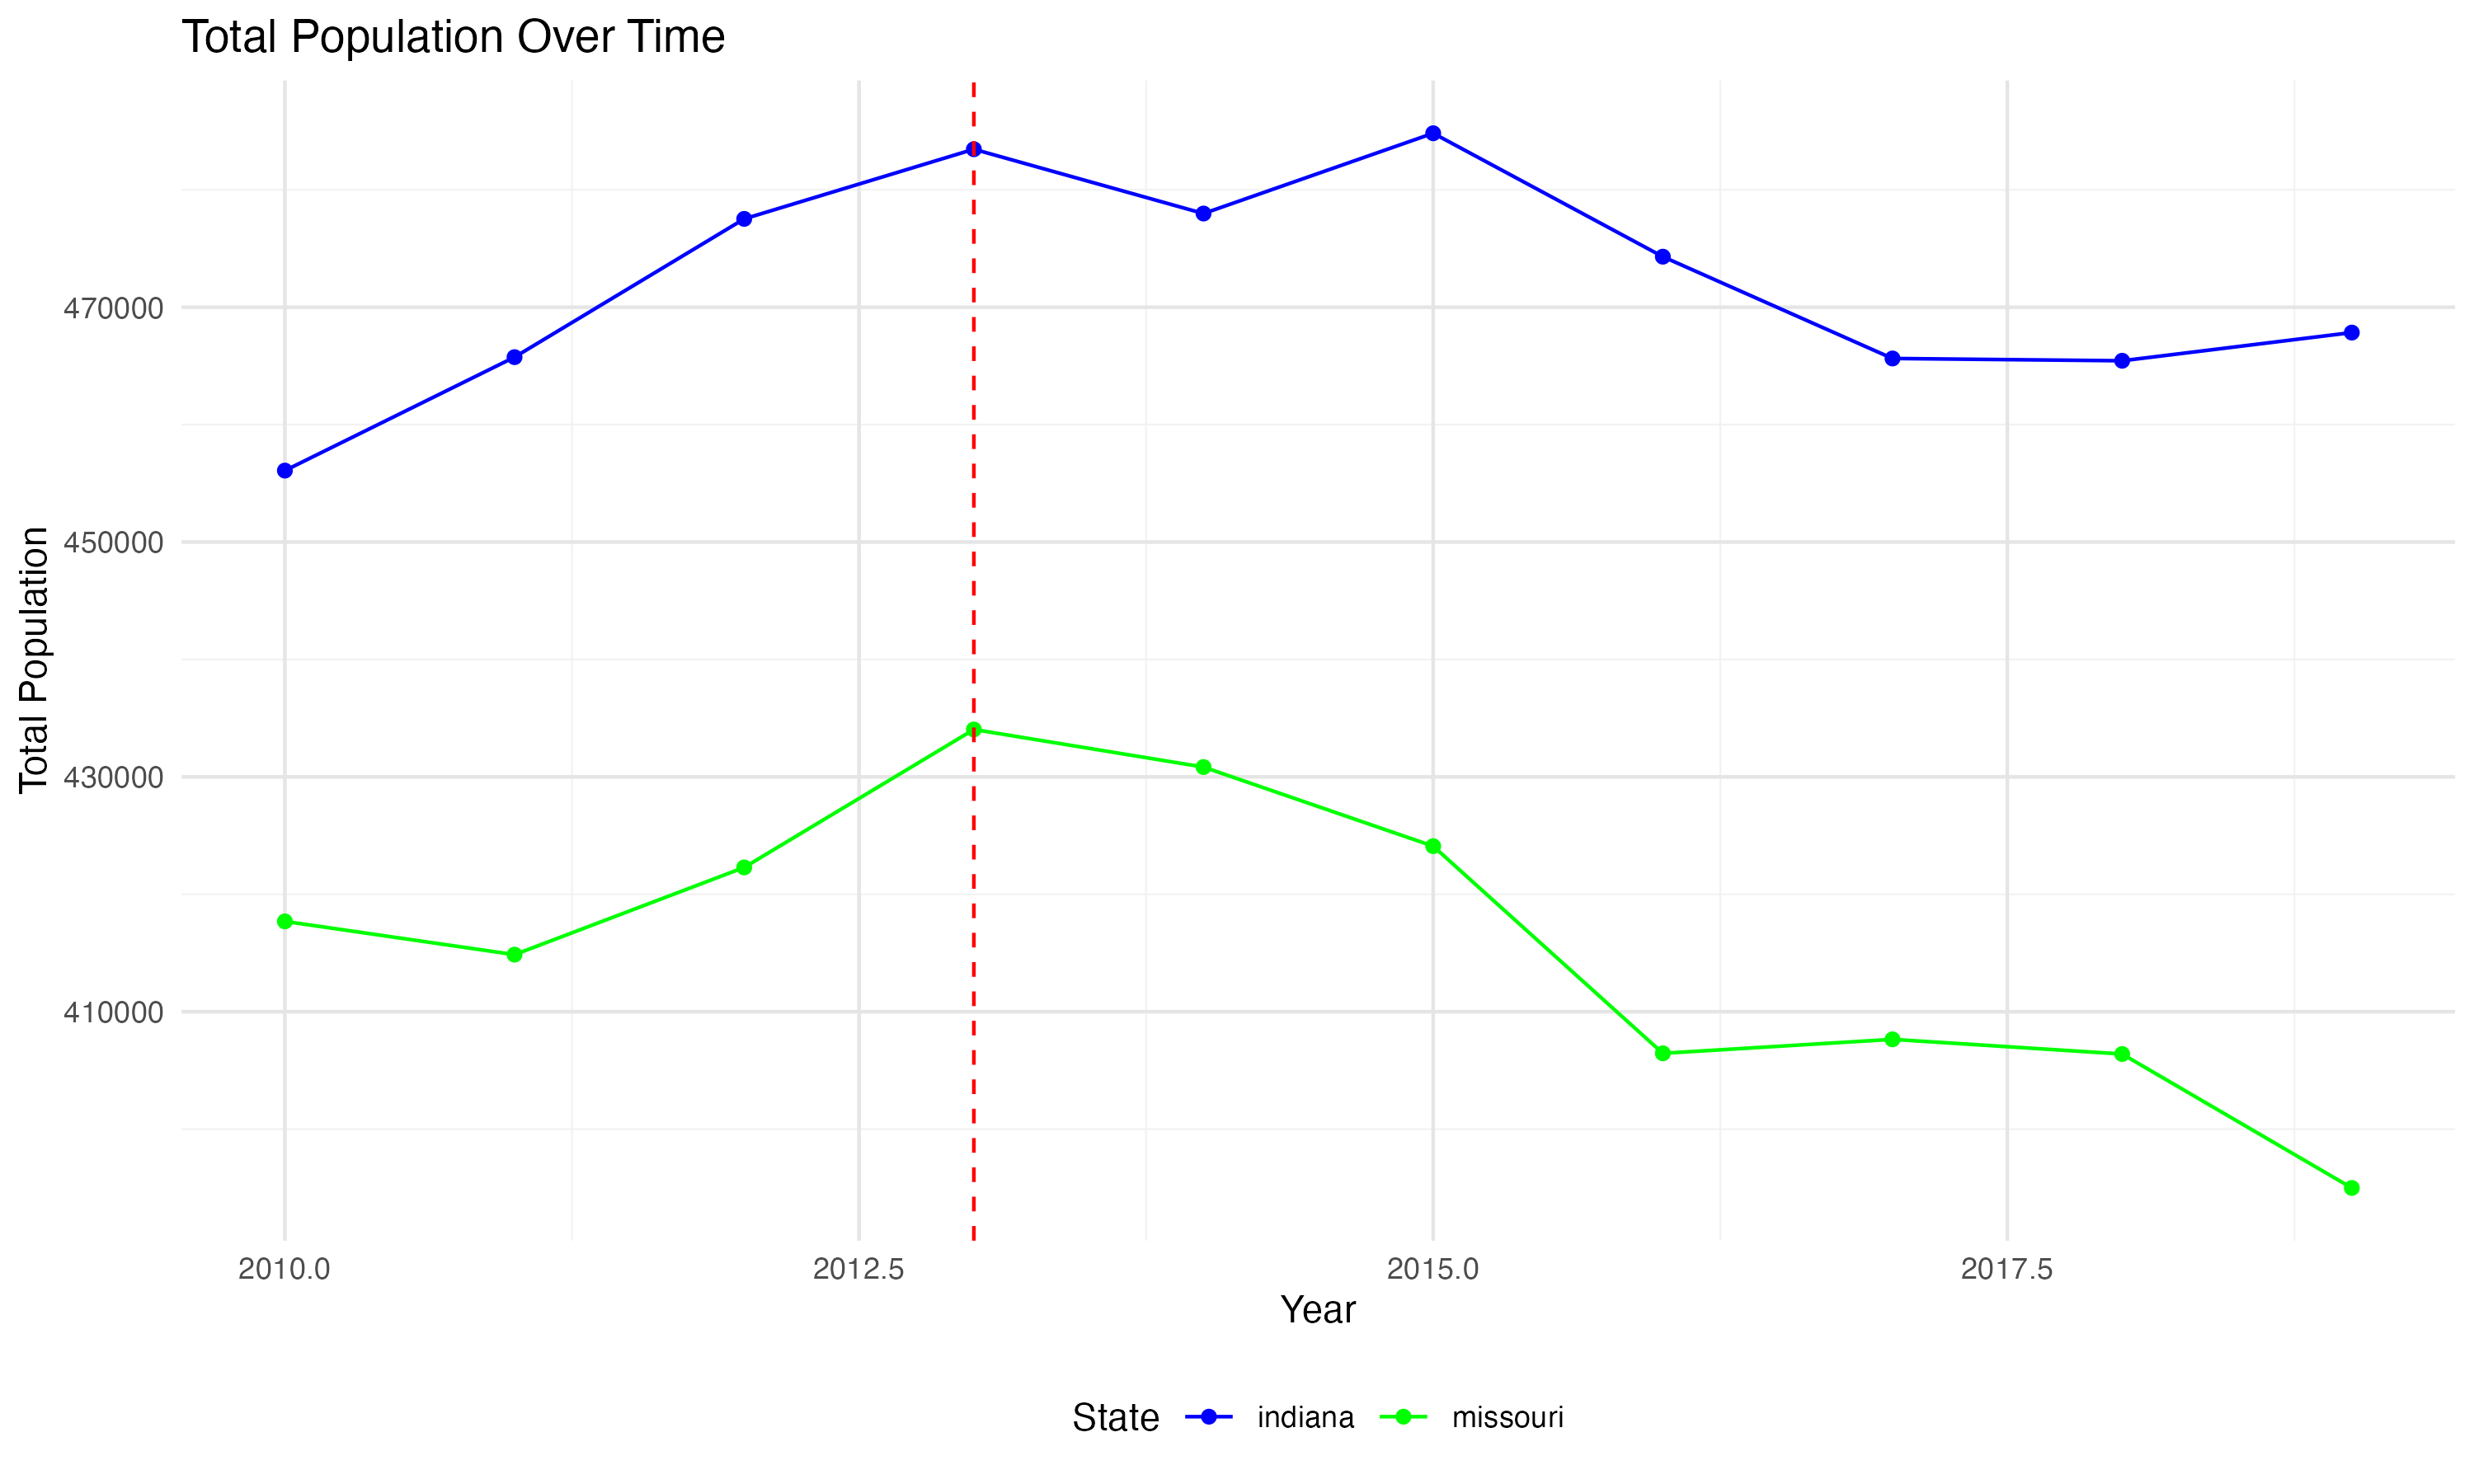 Total Population Over Time
Total Population
470000
450000
430000
410000
2010.0 2012.5 2015.0 2017.5
Year
State indiana missouri